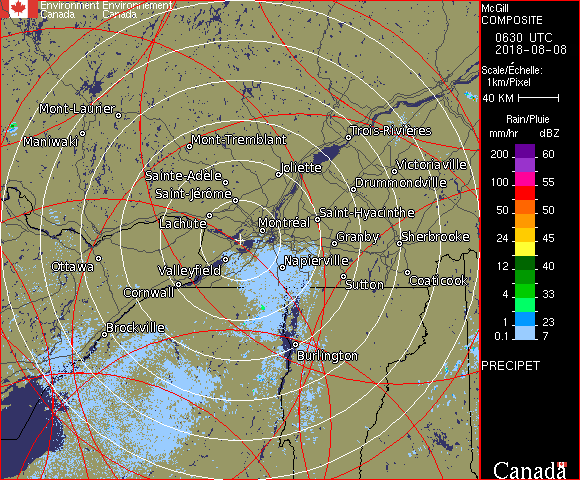 Environment Environnement
Canada Canada
Mont-Laurier
Maniwaki
Mont-Tremblant
Trois-Rivières
Joliette
Victoriaville
Sainte-Adèle
Drummondville
Saint-Jérôme
Saint-Hyacinthe
Lachute
Montréal
Granby
Sherbrooke
Ottawa
Valleyfield
Napierville
Cornwall
Sutton
Coaticook
Brockville
Burlington
McGill
COMPOSITE
0630 UTC
2018-08-08
Scale/Échelle:
1km/Pixel
40 KM
Rain/Pluie
mm/hr dBZ
200 60
100 55
50 50
24 45
12 40
4 33
1 23
0.1 7
PRECIPET
Canada